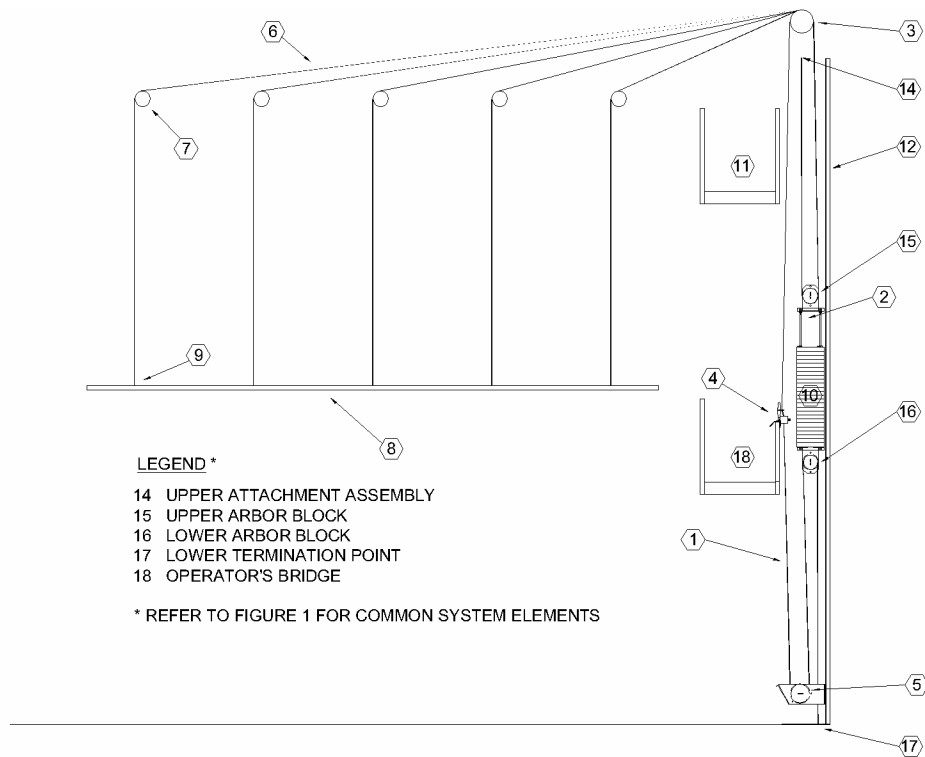 6
3
14
7
12
11
15
2
9
4
10
16
8
18
LEGEND *
14 UPPER ATTACHMENT ASSEMBLY
15 UPPER ARBOR BLOCK
16 LOWER ARBOR BLOCK
17 LOWER TERMINATION POINT
18 OPERATOR'S BRIDGE
1
* REFER TO FIGURE 1 FOR COMMON SYSTEM ELEMENTS
5
17